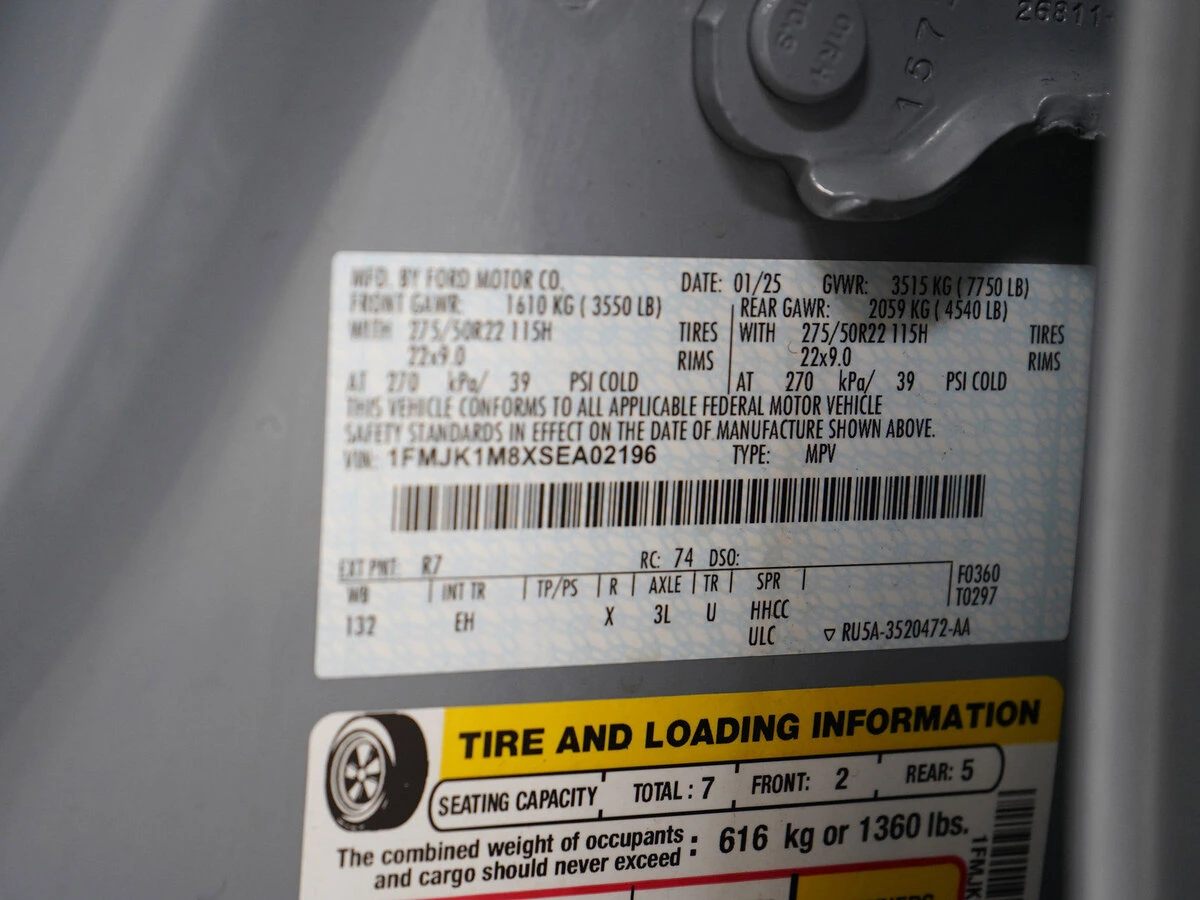 26811-
157
MFD. BY FORD MOTOR CO. DATE: 01/25 GVWR: 3515 KG ( 7750 LB)
FRONT GAWR: 1610 KG ( 3550 LB) REAR GAWR: 2059 KG ( 4540 LB)
WITH 275/50R22 115H TIRES WITH 275/50R22 115H TIRES
22x9.0 RIMS 22x9.0 RIMS
AT 270 kPa/ 39 PSI COLD AT 270 kPa/ 39 PSI COLD
THIS VEHICLE CONFORMS TO ALL APPLICABLE FEDERAL MOTOR VEHICLE
SAFETY STANDARDS IN EFFECT ON THE DATE OF MANUFACTURE SHOWN ABOVE.
VIN: 1FMJK1M8XSEA02196 TYPE: MPV
EXT PNT: R7 RC: 74 DSO:
WB INT TR TP/PS R AXLE TR SPR F0360
T0297
132 EH X 3L U HHCC
ULC ▽ RU5A-3520472-AA
TIRE AND LOADING INFORMATION
SEATING CAPACITY TOTAL : 7 FRONT: 2 REAR: 5
The combined weight of occupants
and cargo should never exceed : 616 kg or 1360 lbs.
1FMJK